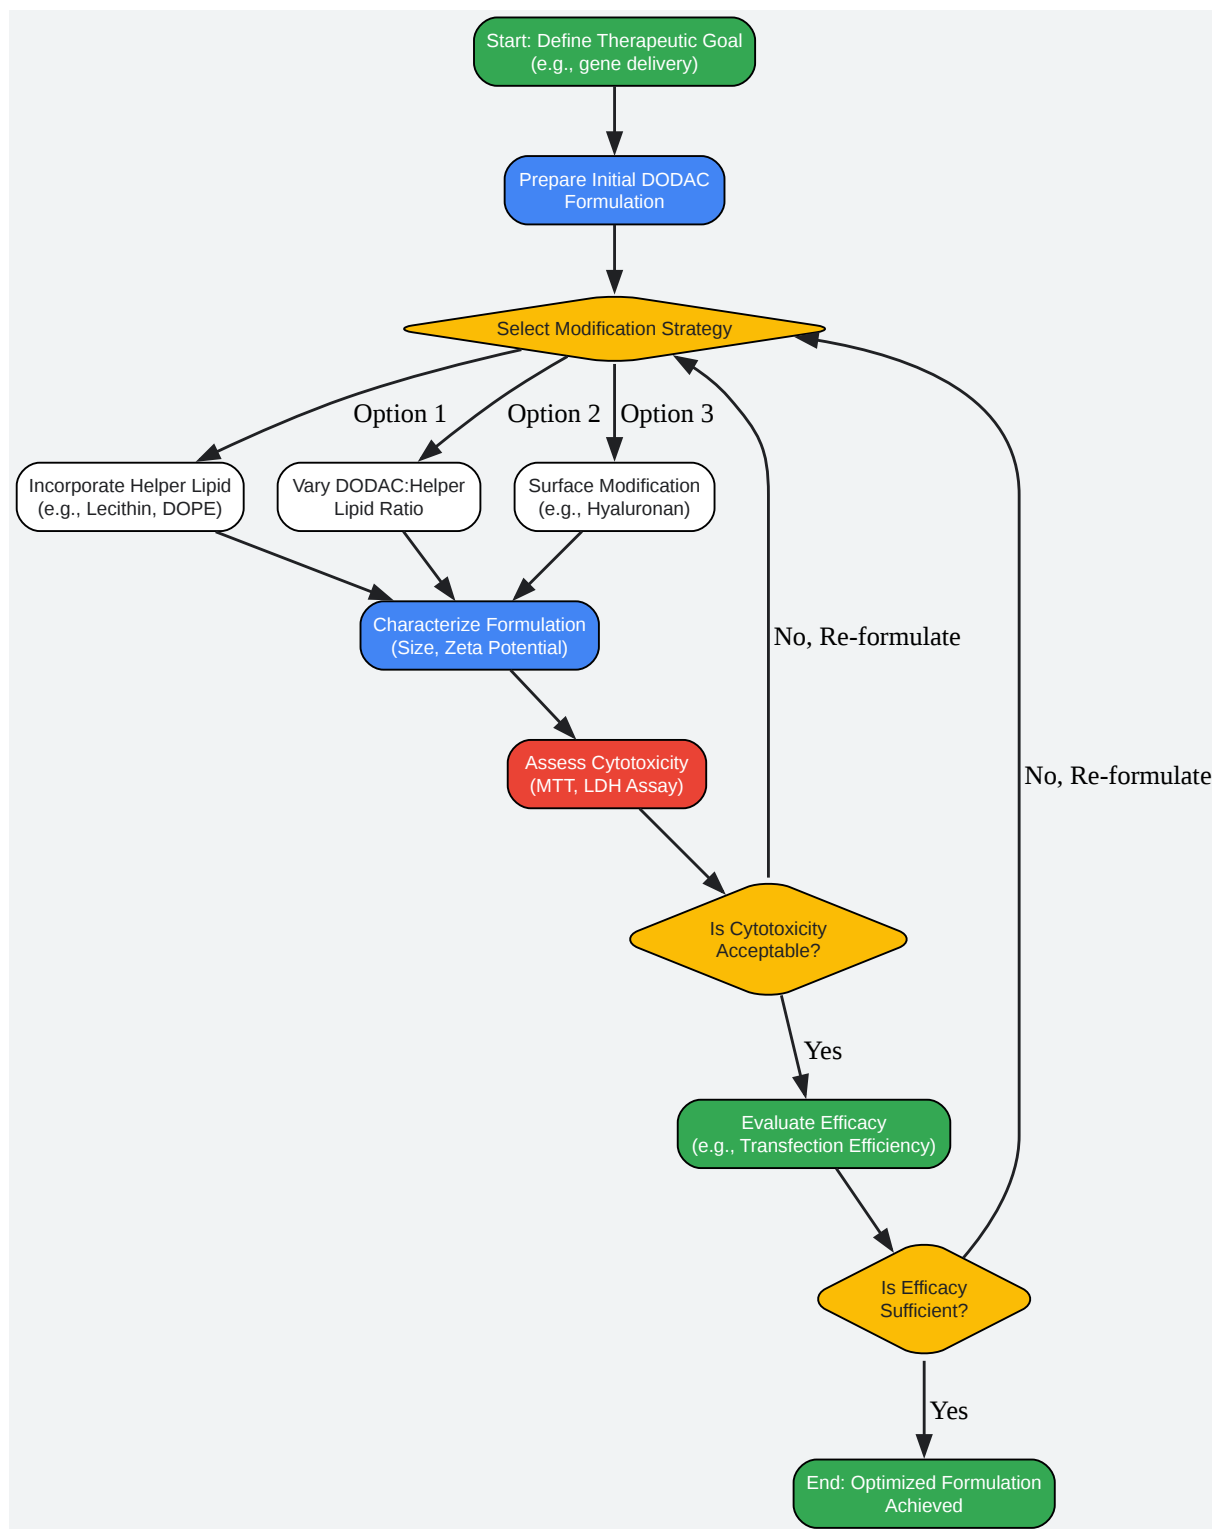 Start: Define Therapeutic Goal
(e.g., gene delivery)
Prepare Initial DODAC
Formulation
Select Modification Strategy
Option 1
Option 2
Option 3
Incorporate Helper Lipid
(e.g., Lecithin, DOPE)
Vary DODAC:Helper
Lipid Ratio
Surface Modification
(e.g., Hyaluronan)
Characterize Formulation
(Size, Zeta Potential)
No, Re-formulate
Assess Cytotoxicity
(MTT, LDH Assay)
No, Re-formulate
Is Cytotoxicity
Acceptable?
Yes
Evaluate Efficacy
(e.g., Transfection Efficiency)
Is Efficacy
Sufficient?
Yes
End: Optimized Formulation
Achieved